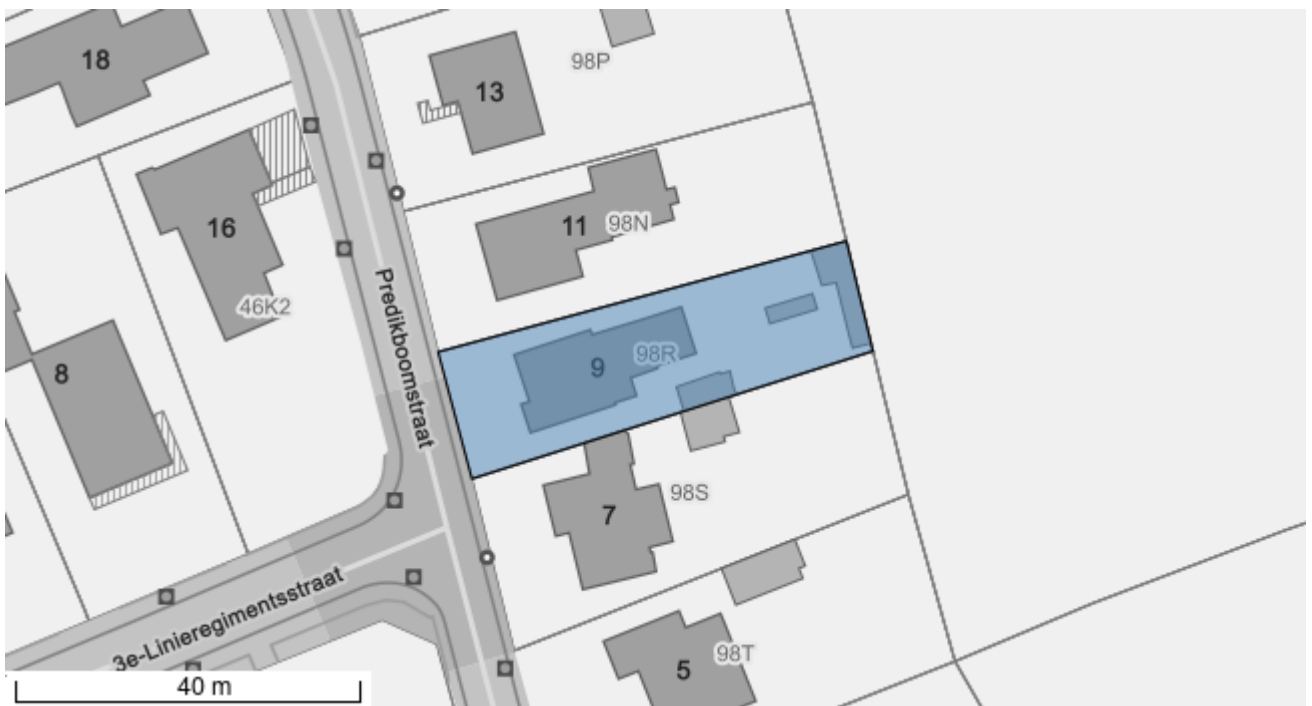 18
98P
13
16
11
98N
46K2
Predikboomstraat
8
9
98R
98S
7
3e-Linieregimentsstraat
98T
5
40 m